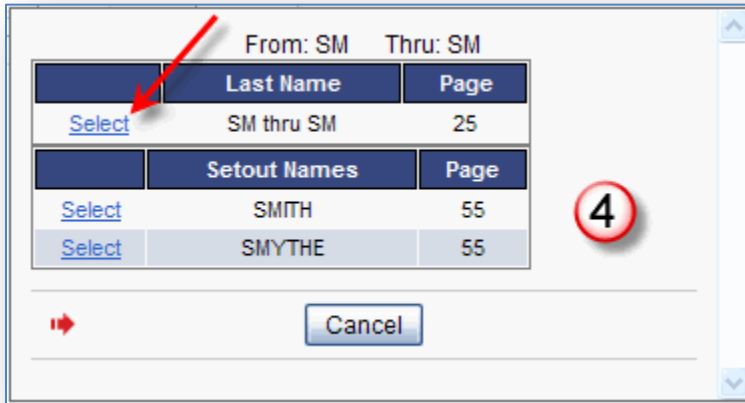 From: SM Thru: SM
Last Name Page
Select SM thru SM 25
Setout Names Page
Select SMITH 55
Select SMYTHE 55
4
Cancel